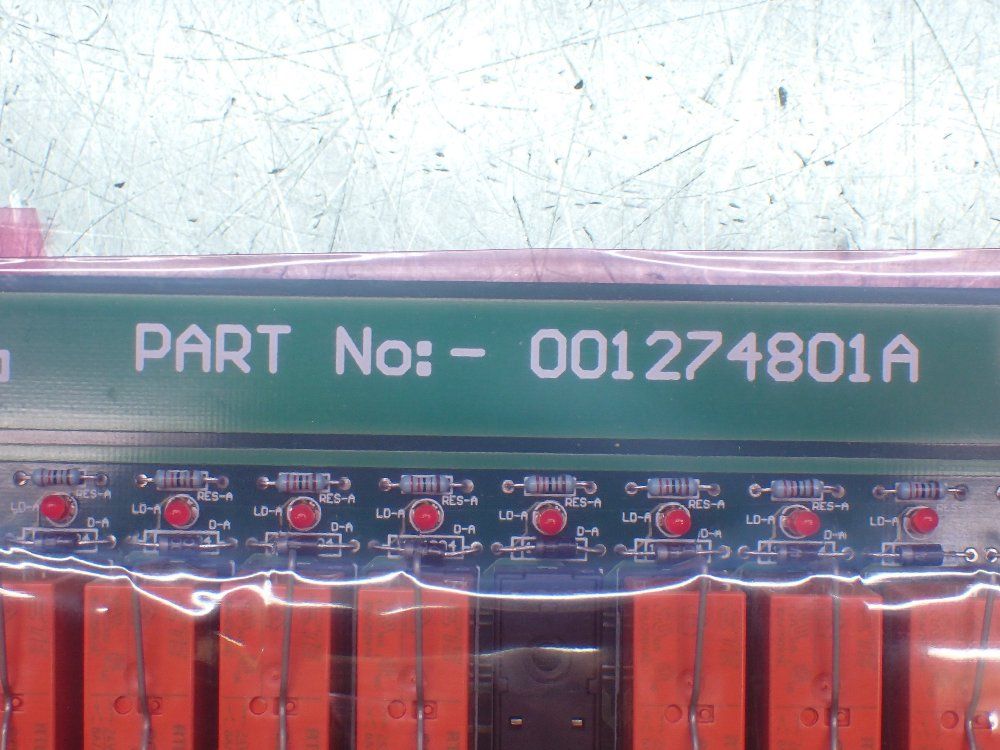 PART No:- 001274801A
RES-A RES-A RES-A RES-A RES-A RES-A RES-A
LD-A LD-A LD-A LD-A LD-A LD-A LD-A LD-A
D-A D-A D-A D-A D-A D-A D-A